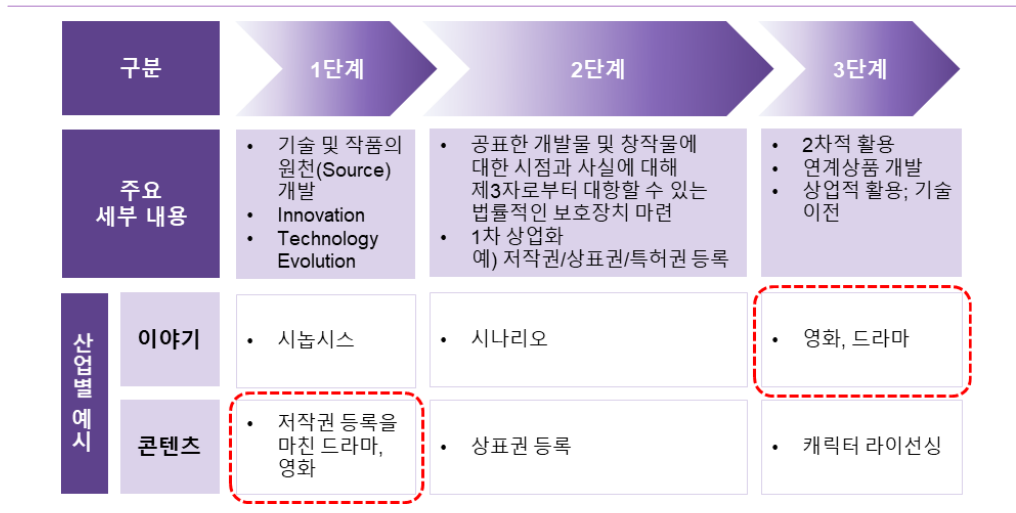 구분
1단계
2단계
3단계
주요
세부 내용
• 기술 및 작품의
원천(Source)
개발
• Innovation
• Technology
Evolution
• 공표한 개발물 및 창작물에
대한 시점과 사실에 대해
제3자로부터 대항할 수 있는
법률적인 보호장치 마련
• 1차 상업화
예) 저작권/상표권/특허권 등록
• 2차적 활용
• 연계상품 개발
• 상업적 활용; 기술
이전
산업별 예시
이야기
• 시놉시스
• 시나리오
• 영화, 드라마
콘텐츠
• 저작권 등록을
마친 드라마,
영화
• 상표권 등록
• 캐릭터 라이선싱